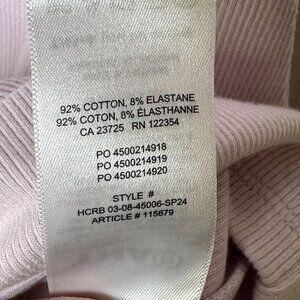 92% COTTON, 8% ELASTANE
92% COTON, 8% ÉLASTHANNE
CA 23725 RN 122354
PO 4500214918
PO 4500214919
PO 4500214920
STYLE #
HCRB 03-08-45006-SP24
ARTICLE # 115679